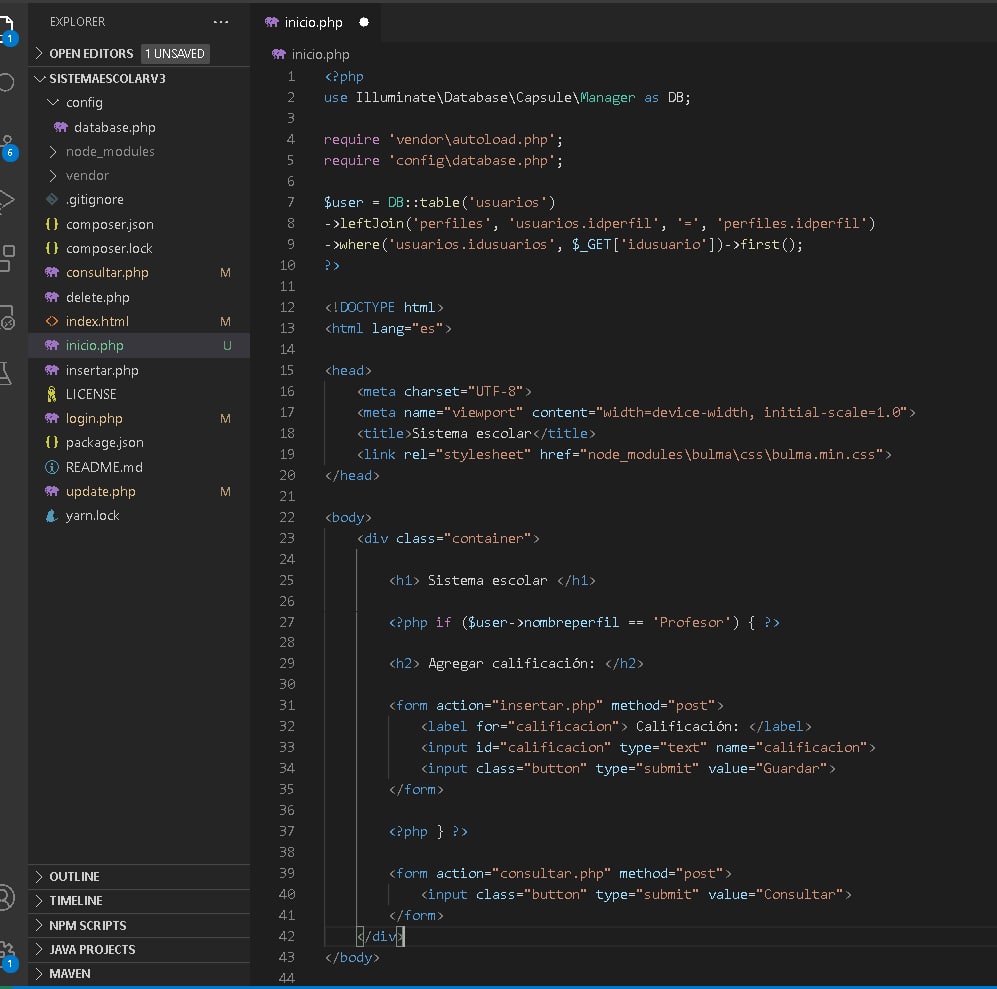 EXPLORER ...
OPEN EDITORS 1 UNSAVED
SISTEMAESCOLARV3
config
database.php
node_modules
vendor
.gitignore
composer.json
composer.lock
consultar.php M
delete.php
index.html M
inicio.php U
insertar.php
LICENSE
login.php M
package.json
README.md
update.php M
yarn.lock
OUTLINE
TIMELINE
NPM SCRIPTS
JAVA PROJECTS
MAVEN
1
6
1
inicio.php
inicio.php
1 <?php
2 use Illuminate\Database\Capsule\Manager as DB;
3
4 require 'vendor\autoload.php';
5 require 'config\database.php';
6
7 $user = DB::table('usuarios')
8 ->leftJoin('perfiles', 'usuarios.idperfil', '=', 'perfiles.idperfil')
9 ->where('usuarios.idusuarios', $_GET['idusuario'])->first();
10 ?>
11
12 <!DOCTYPE html>
13 <html lang="es">
14
15 <head>
16     <meta charset="UTF-8">
17     <meta name="viewport" content="width=device-width, initial-scale=1.0">
18     <title>Sistema escolar</title>
19     <link rel="stylesheet" href="node_modules\bulma\css\bulma.min.css">
20 </head>
21
22 <body>
23     <div class="container">
24
25         <h1> Sistema escolar </h1>
26
27         <?php if ($user->nombreperfil == 'Profesor') { ?>
28
29         <h2> Agregar calificación: </h2>
30
31         <form action="insertar.php" method="post">
32             <label for="calificacion"> Calificación: </label>
33             <input id="calificacion" type="text" name="calificacion">
34             <input class="button" type="submit" value="Guardar">
35         </form>
36
37         <?php } ?>
38
39         <form action="consultar.php" method="post">
40             <input class="button" type="submit" value="Consultar">
41         </form>
42     </div>
43 </body>
44